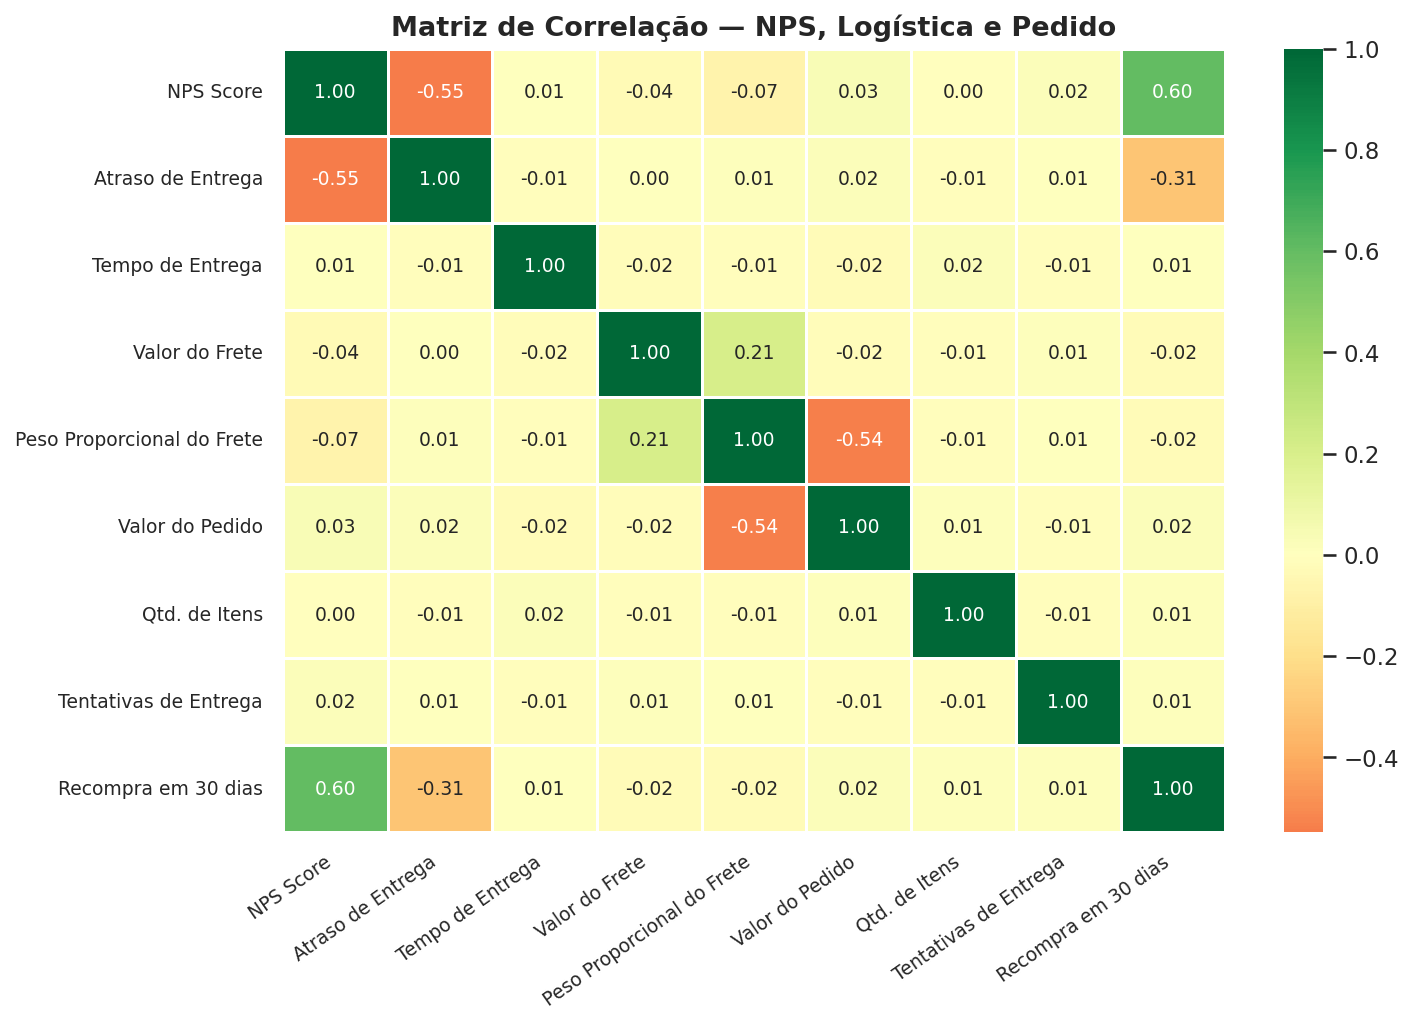 Matriz de Correlação — NPS, Logística e Pedido
NPS Score 1.00 -0.55 0.01 -0.04 -0.07 0.03 0.00 0.02 0.60
Atraso de Entrega -0.55 1.00 -0.01 0.00 0.01 0.02 -0.01 0.01 -0.31
Tempo de Entrega 0.01 -0.01 1.00 -0.02 -0.01 -0.02 0.02 -0.01 0.01
Valor do Frete -0.04 0.00 -0.02 1.00 0.21 -0.02 -0.01 0.01 -0.02
Peso Proporcional do Frete -0.07 0.01 -0.01 0.21 1.00 -0.54 -0.01 0.01 -0.02
Valor do Pedido 0.03 0.02 -0.02 -0.02 -0.54 1.00 0.01 -0.01 0.02
Qtd. de Itens 0.00 -0.01 0.02 -0.01 -0.01 0.01 1.00 -0.01 0.01
Tentativas de Entrega 0.02 0.01 -0.01 0.01 0.01 -0.01 -0.01 1.00 0.01
Recompra em 30 dias 0.60 -0.31 0.01 -0.02 -0.02 0.02 0.01 0.01 1.00
NPS Score
Atraso de Entrega
Tempo de Entrega
Valor do Frete
Peso Proporcional do Frete
Valor do Pedido
Qtd. de Itens
Tentativas de Entrega
Recompra em 30 dias
1.0
0.8
0.6
0.4
0.2
0.0
−0.2
−0.4